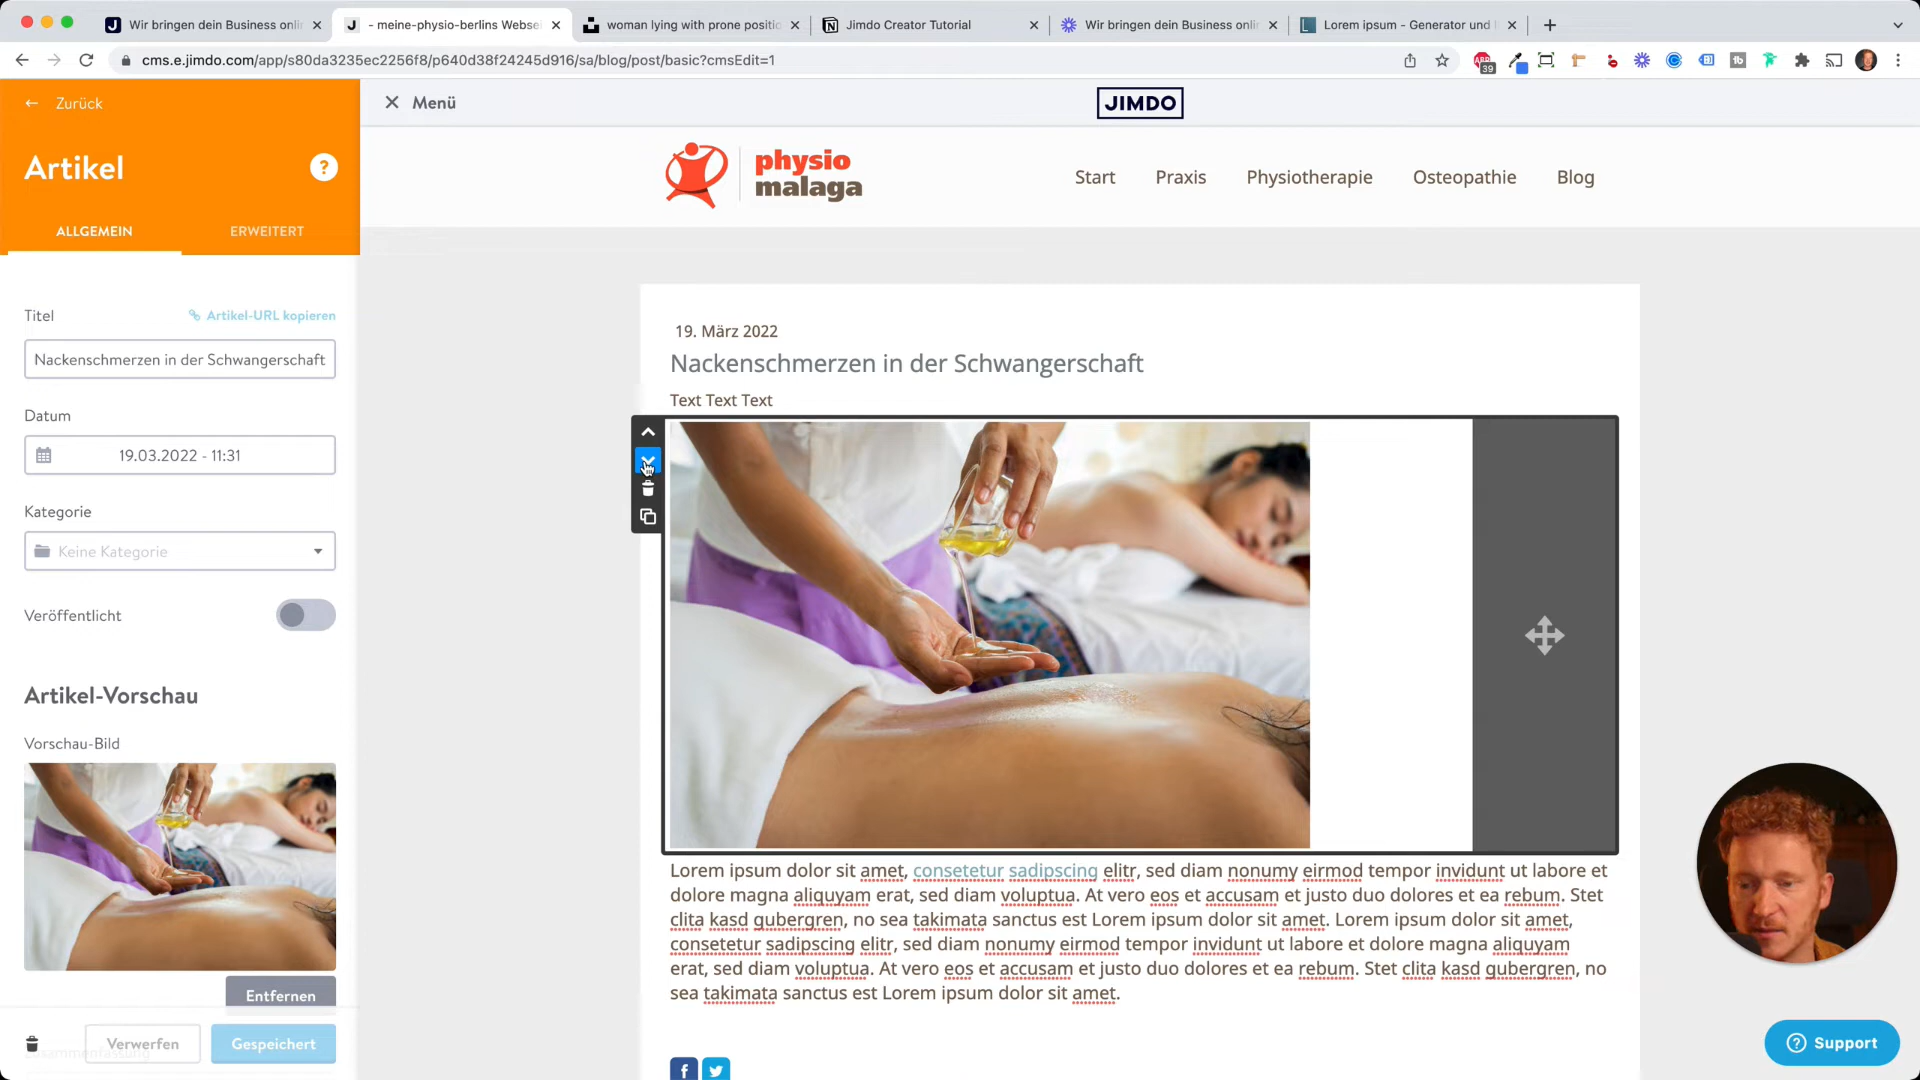 Wir bringen dein Business onlin
- meine-physio-berlins Webse
woman lying with prone positio
Jimdo Creator Tutorial
Wir bringen dein Business onlin
Lorem ipsum - Generator und
cms.e.jimdo.com/app/s80da3235ec2256f8/p640d38f24245d916/sa/blog/post/basic?cmsEdit=1
39
Zurück
Menü
JIMDO
Artikel
?
ALLGEMEIN
ERWEITERT
physio
malaga
Start
Praxis
Physiotherapie
Osteopathie
Blog
Titel
Artikel-URL kopieren
Nackenschmerzen in der Schwangerschaft
Datum
19.03.2022 - 11:31
Kategorie
Keine Kategorie
Veröffentlicht
Artikel-Vorschau
Vorschau-Bild
Entfernen
Verwerfen
Gespeichert
Zusammenfassung
19. März 2022
Nackenschmerzen in der Schwangerschaft
Text Text Text
Lorem ipsum dolor sit amet, consetetur sadipscing elitr, sed diam nonumy eirmod tempor invidunt ut labore et
dolore magna aliquyam erat, sed diam voluptua. At vero eos et accusam et justo duo dolores et ea rebum. Stet
clita kasd gubergren, no sea takimata sanctus est Lorem ipsum dolor sit amet. Lorem ipsum dolor sit amet,
consetetur sadipscing elitr, sed diam nonumy eirmod tempor invidunt ut labore et dolore magna aliquyam
erat, sed diam voluptua. At vero eos et accusam et justo duo dolores et ea rebum. Stet clita kasd gubergren, no
sea takimata sanctus est Lorem ipsum dolor sit amet.
Support